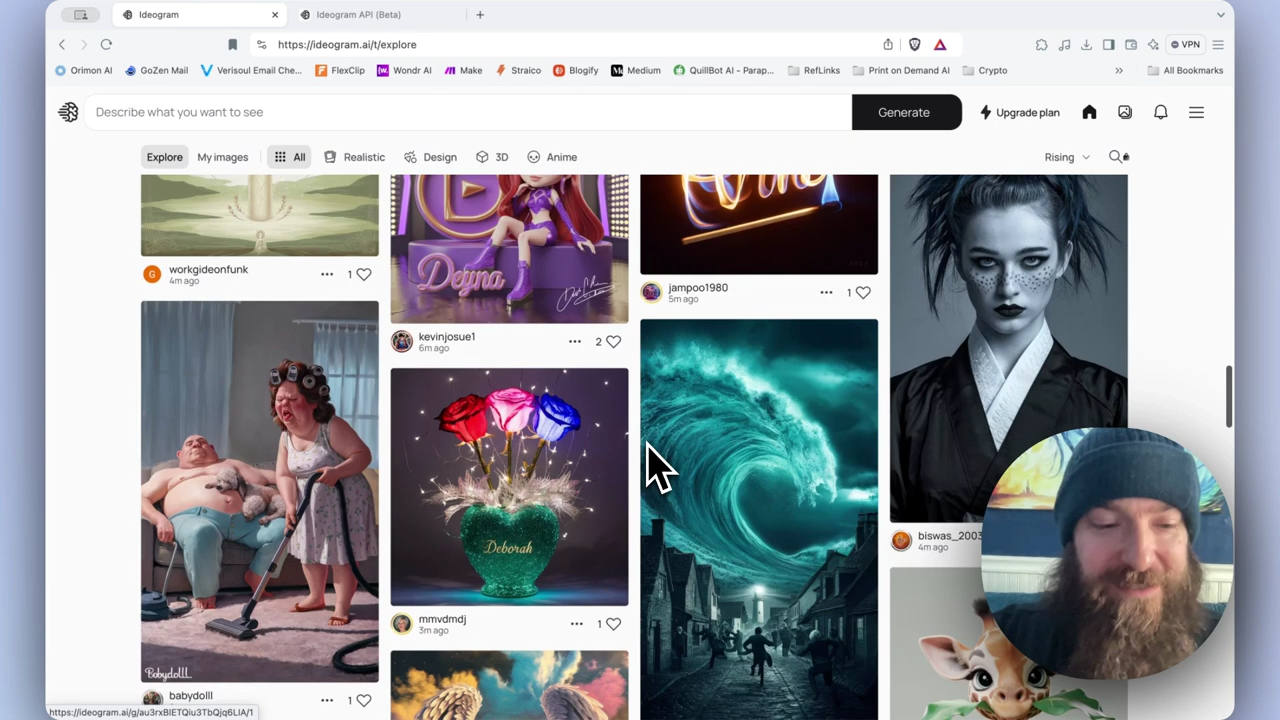 Ideogram
Ideogram API (Beta)
https://ideogram.ai/t/explore
VPN
Orimon AI
GoZen Mail
Verisoul Email Che...
FlexClip
Wondr AI
Make
Straico
Blogify
Medium
QuillBot AI - Parap...
RefLinks
Print on Demand AI
Crypto
All Bookmarks
Describe what you want to see
Generate
Upgrade plan
Explore
My images
All
Realistic
Design
3D
Anime
Rising
workgideonfunk
4m ago
1
Deyna
kevinjosue1
6m ago
2
jampoo1980
5m ago
1
Deborah
biswas_2003
4m ago
mmvdmdj
3m ago
1
Babydolll
babydolll
1
https://ideogram.ai/g/au3rxBIETQiu3TbQjq6LIA/1